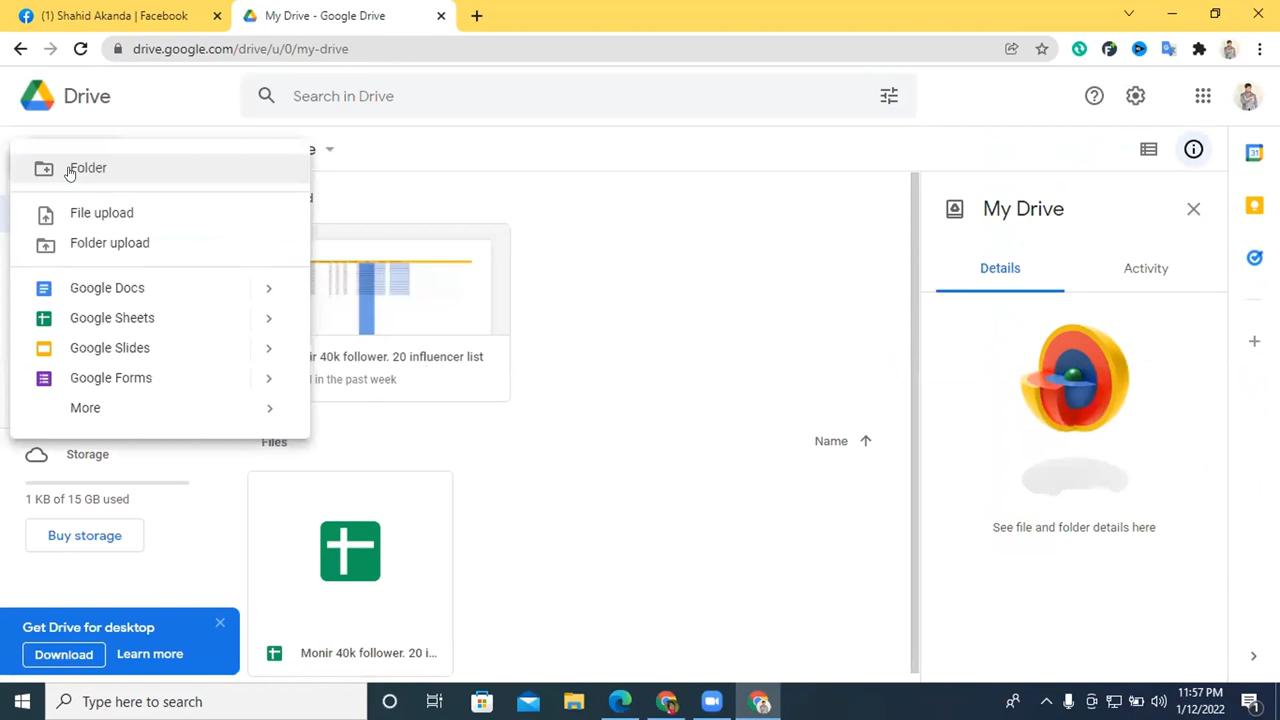 (1) Shahid Akanda | Facebook
My Drive - Google Drive
drive.google.com/drive/u/0/my-drive
Drive
Search in Drive
Folder
File upload
Folder upload
Google Docs
Google Sheets
Google Slides
Google Forms
More
ir 40k follower. 20 influencer list
in the past week
Files
Name
Monir 40k follower. 20 i...
Storage
1 KB of 15 GB used
Buy storage
Get Drive for desktop
Download
Learn more
My Drive
Details
Activity
See file and folder details here
31
Type here to search
11:57 PM
1/12/2022
1